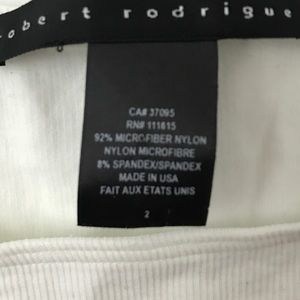 obert rodrigue
CA# 37095
RN# 111615
92% MICROFIBER NYLON
NYLON MICROFIBRE
8% SPANDEX/SPANDEX
MADE IN USA
FAIT AUX ETATS UNIS
2